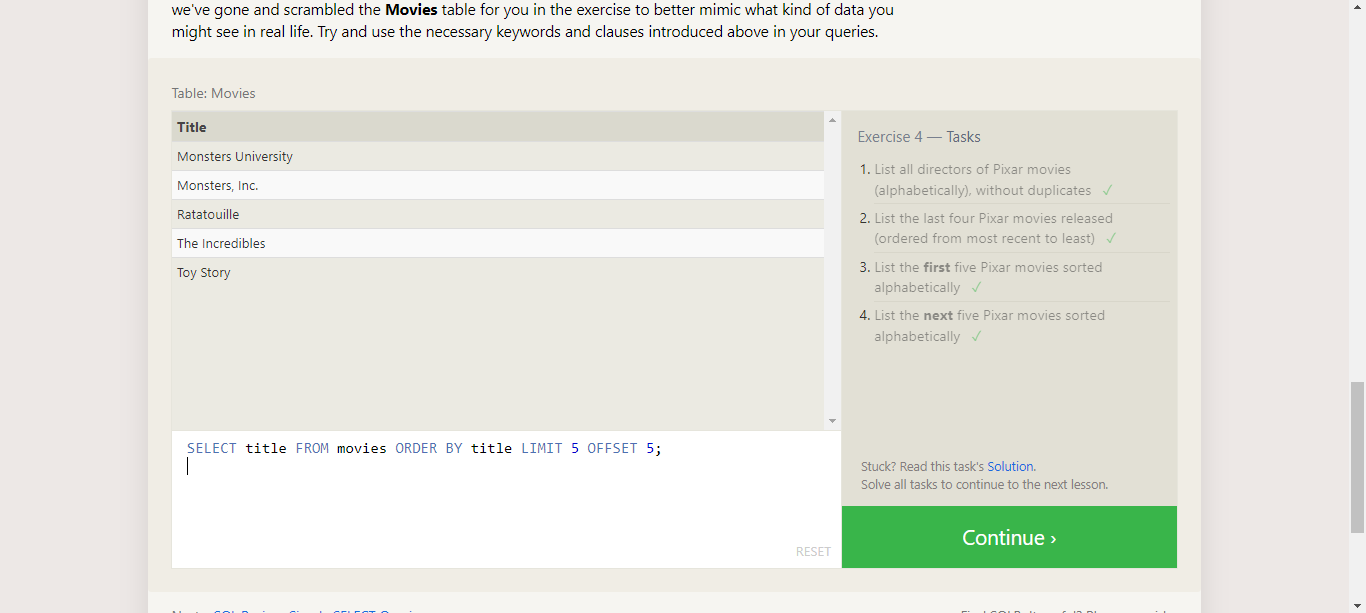 we've gone and scrambled the Movies table for you in the exercise to better mimic what kind of data you
might see in real life. Try and use the necessary keywords and clauses introduced above in your queries.
Table: Movies
Title
Monsters University
Monsters, Inc.
Ratatouille
The Incredibles
Toy Story
SELECT title FROM movies ORDER BY title LIMIT 5 OFFSET 5;
RESET
Exercise 4 — Tasks
1. List all directors of Pixar movies
(alphabetically), without duplicates ✓
2. List the last four Pixar movies released
(ordered from most recent to least) ✓
3. List the first five Pixar movies sorted
alphabetically ✓
4. List the next five Pixar movies sorted
alphabetically ✓
Stuck? Read this task's Solution.
Solve all tasks to continue to the next lesson.
Continue ›